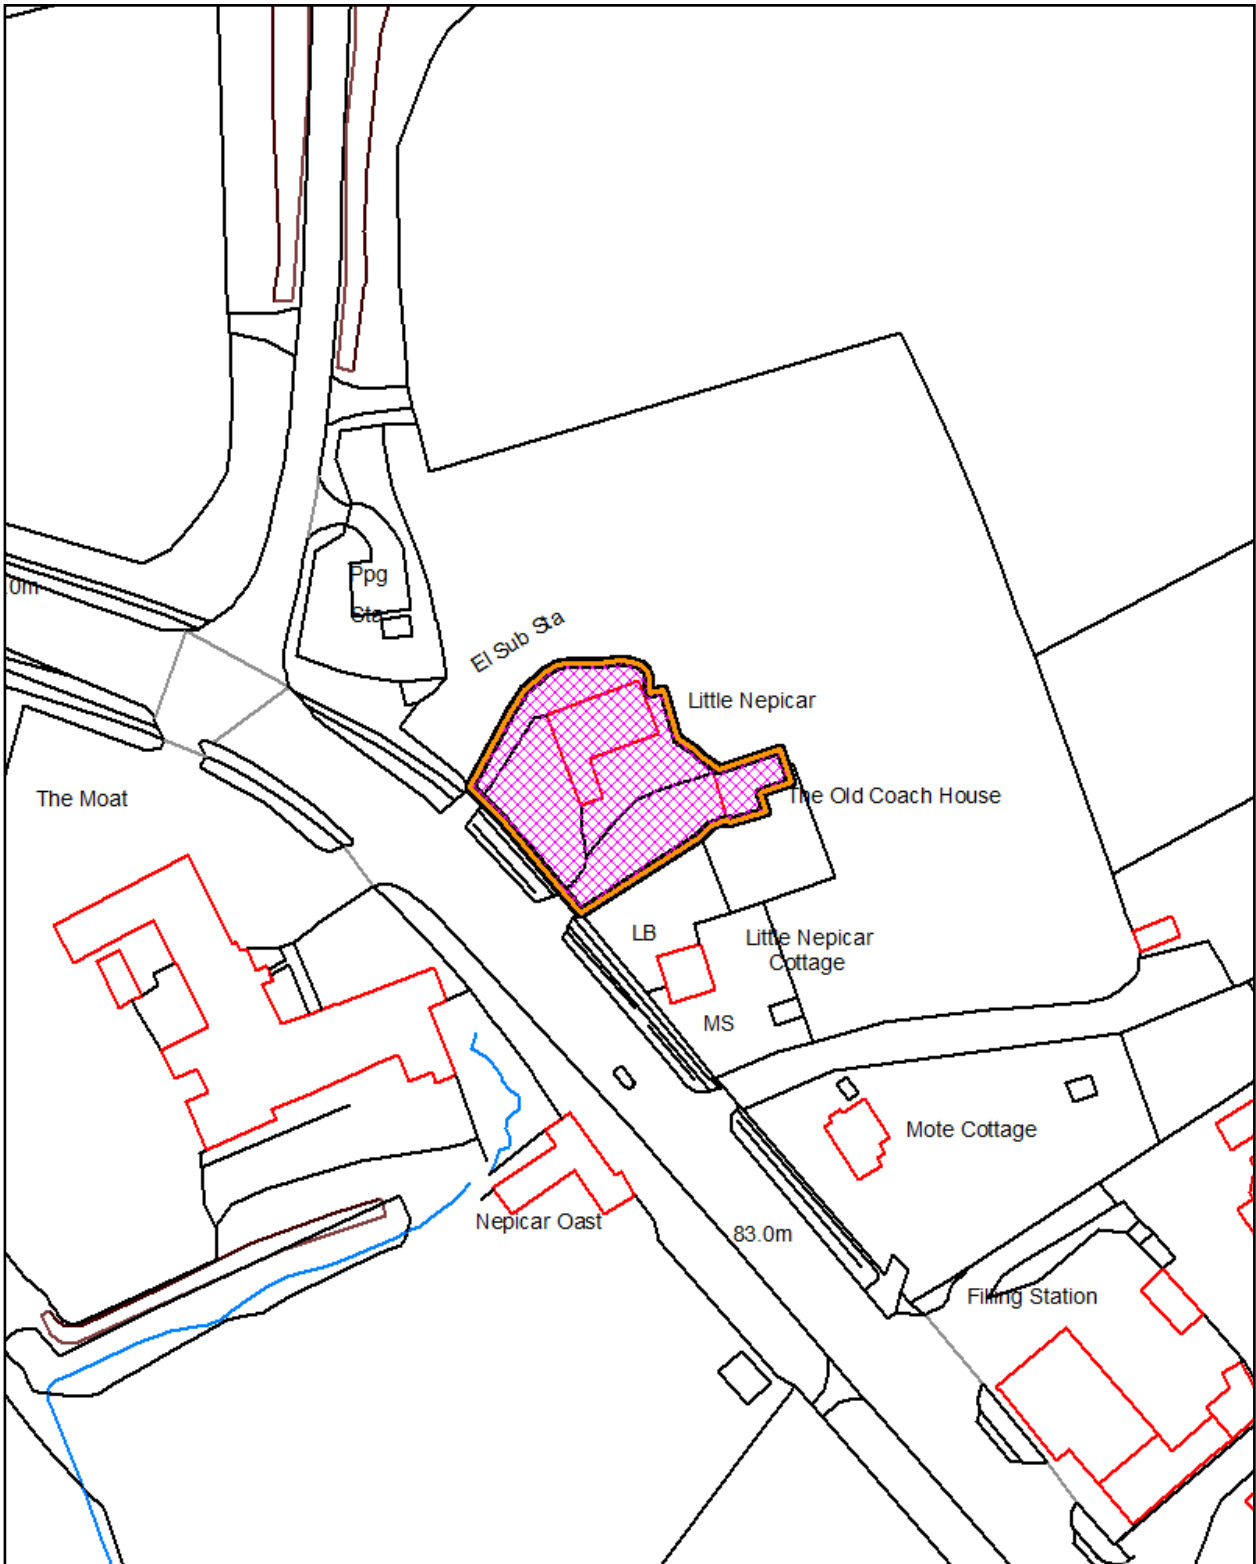 Ppg
Sta
.0m
El Sub Sta
Little Nepicar
The Old Coach House
The Moat
LB
Little Nepicar
Cottage
MS
Mote Cottage
Nepicar Oast
83.0m
Filling Station